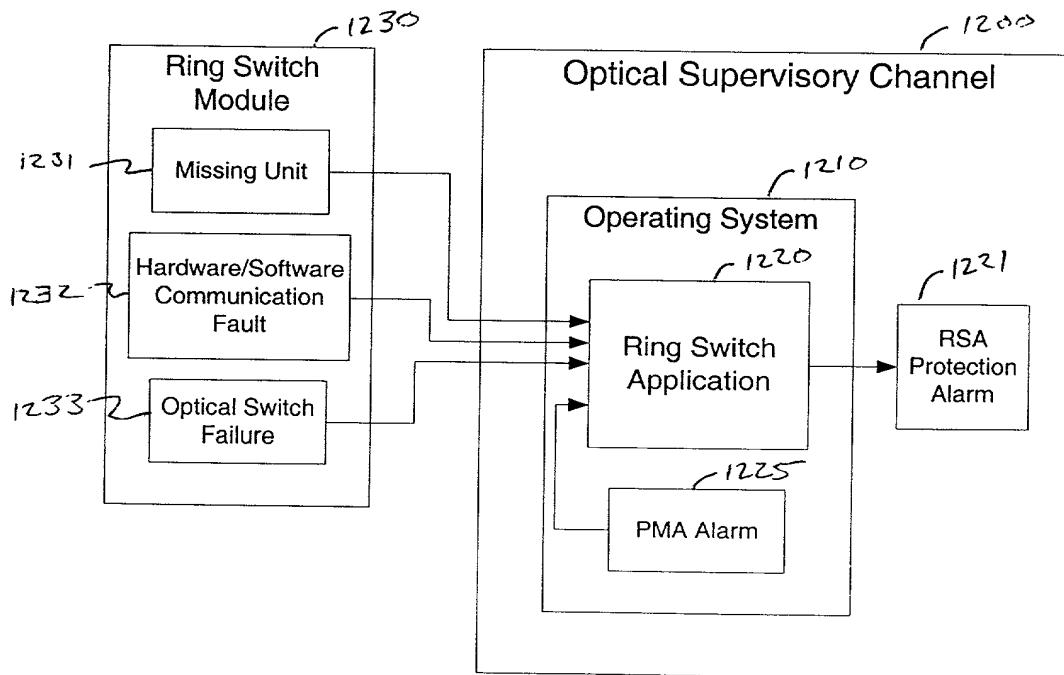 1230
Ring Switch
Module
1231
Missing Unit
1232
Hardware/Software
Communication
Fault
1233
Optical Switch
Failure
1200
Optical Supervisory Channel
1210
Operating System
1220
Ring Switch
Application
1225
PMA Alarm
1221
RSA
Protection
Alarm